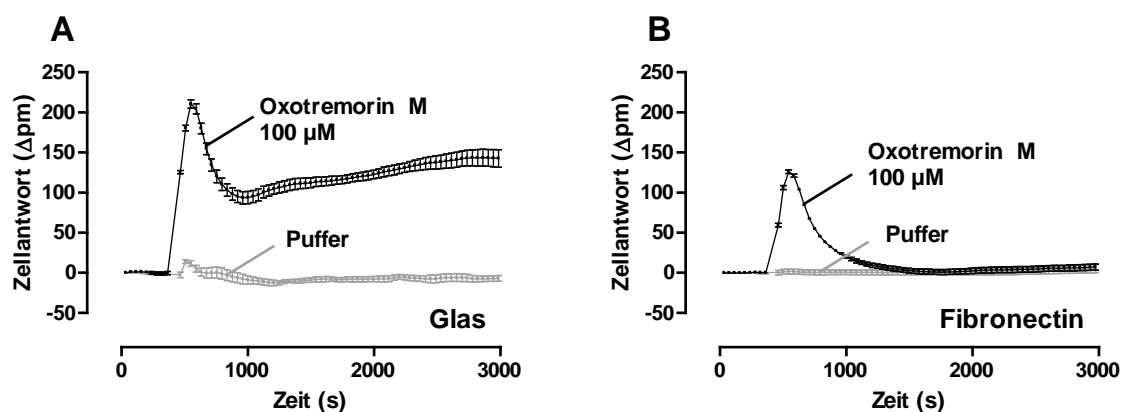 A
250
200
150
100
50
0
-50
Zellantwort (Δpm)
Oxotremorin M
100 µM
Puffer
Glas
0
1000
2000
3000
Zeit (s)
B
250
200
150
100
50
0
-50
Zellantwort (Δpm)
Oxotremorin M
100 µM
Puffer
Fibronectin
0
1000
2000
3000
Zeit (s)